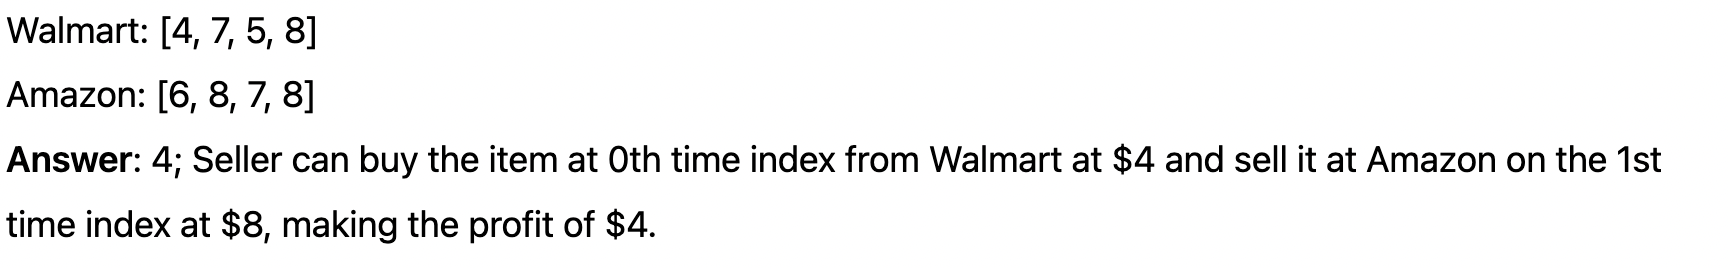 Walmart: [4, 7, 5, 8]
Amazon: [6, 8, 7, 8]
Answer: 4; Seller can buy the item at 0th time index from Walmart at $4 and sell it at Amazon on the 1st
time index at $8, making the profit of $4.